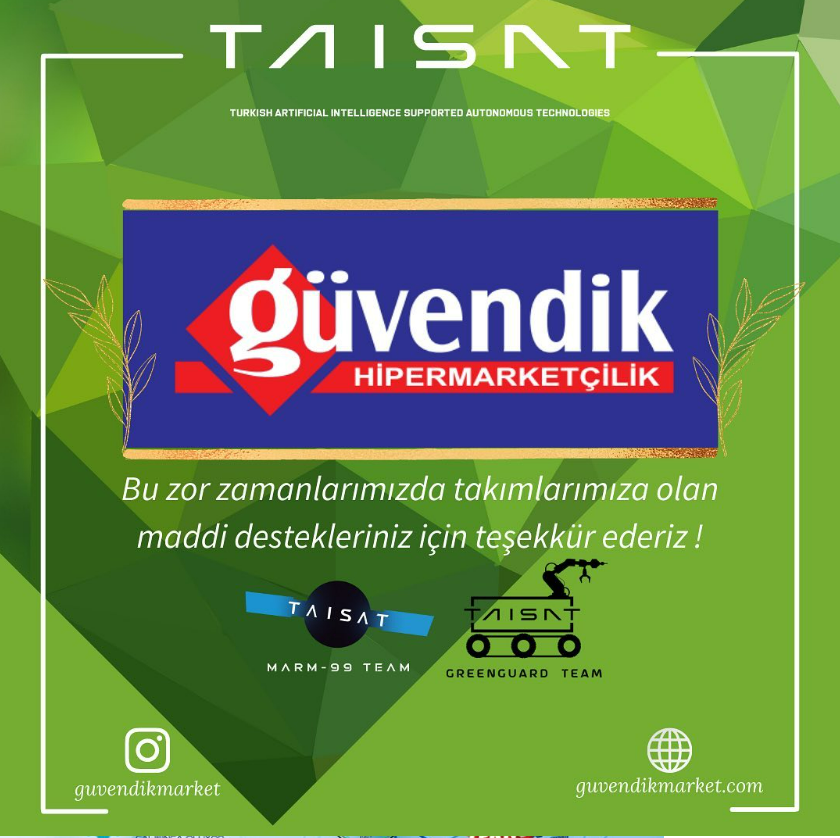 TAISAT
TURKISH ARTIFICIAL INTELLIGENCE SUPPORTED AUTONOMOUS TECHNOLOGIES
güvendik
HİPERMARKETÇİLİK
Bu zor zamanlarımızda takımlarımıza olan
maddi destekleriniz için teşekkür ederiz !
TAISAT
MARM-99 TEAM
TAISAT
GREENGUARD TEAM
guvendikmarket
guvendikmarket.com